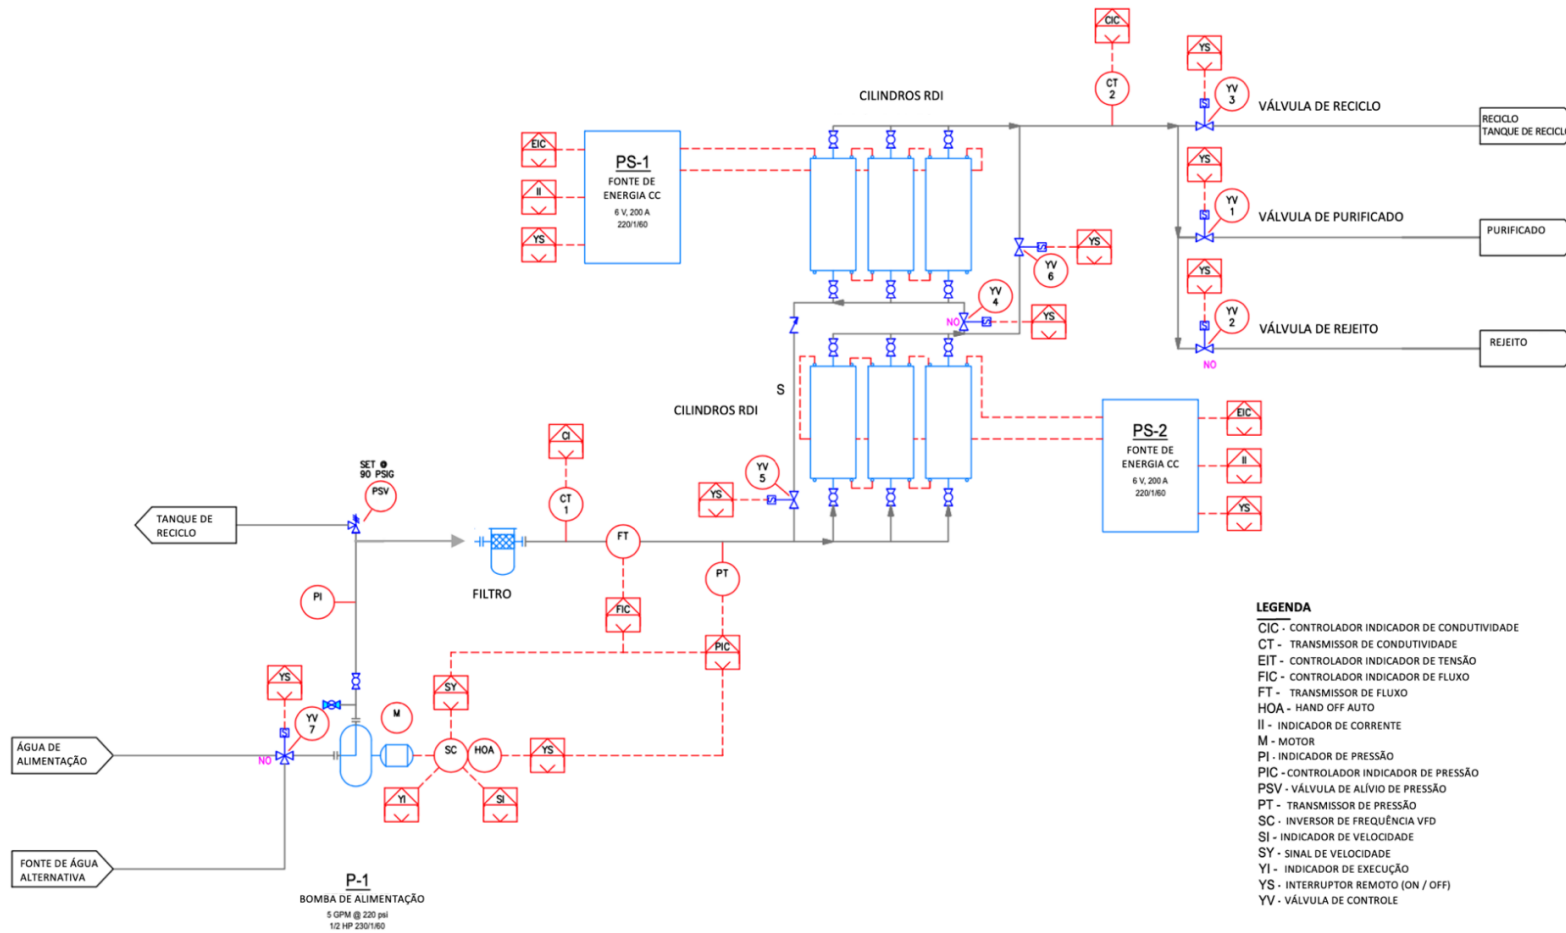 CIC
YS
CT
2
YV
3
VÁLVULA DE RECICLO
RECICLO
TANQUE DE RECICLO
CILINDROS RDI
EIC
II
YS
PS-1
FONTE DE
ENERGIA CC
6 V, 200 A
220/1/60
YS
YV
1
VÁLVULA DE PURIFICADO
PURIFICADO
YS
YV
6
YS
YV
2
VÁLVULA DE REJEITO
REJEITO
NO
YV
4
NO
YS
S
CILINDROS RDI
PS-2
FONTE DE
ENERGIA CC
6 V, 200 A
220/1/60
EIC
II
YS
CI
CT
1
YV
5
YS
SET @
90 PSIG
PSV
TANQUE DE
RECICLO
FT
PT
FILTRO
PI
FIC
PIC
YS
SY
YV
7
M
NO
SC
HOA
YS
YI
SI
ÁGUA DE
ALIMENTAÇÃO
FONTE DE ÁGUA
ALTERNATIVA
P-1
BOMBA DE ALIMENTAÇÃO
5 GPM @ 220 psi
1/2 HP 230/1/60
LEGENDA
CIC - CONTROLADOR INDICADOR DE CONDUTIVIDADE
CT - TRANSMISSOR DE CONDUTIVIDADE
EIT - CONTROLADOR INDICADOR DE TENSÃO
FIC - CONTROLADOR INDICADOR DE FLUXO
FT - TRANSMISSOR DE FLUXO
HOA - HAND OFF AUTO
II - INDICADOR DE CORRENTE
M - MOTOR
PI - INDICADOR DE PRESSÃO
PIC - CONTROLADOR INDICADOR DE PRESSÃO
PSV - VÁLVULA DE ALÍVIO DE PRESSÃO
PT - TRANSMISSOR DE PRESSÃO
SC - INVERSOR DE FREQUÊNCIA VFD
SI - INDICADOR DE VELOCIDADE
SY - SINAL DE VELOCIDADE
YI - INDICADOR DE EXECUÇÃO
YS - INTERRUPTOR REMOTO (ON / OFF)
YV - VÁLVULA DE CONTROLE